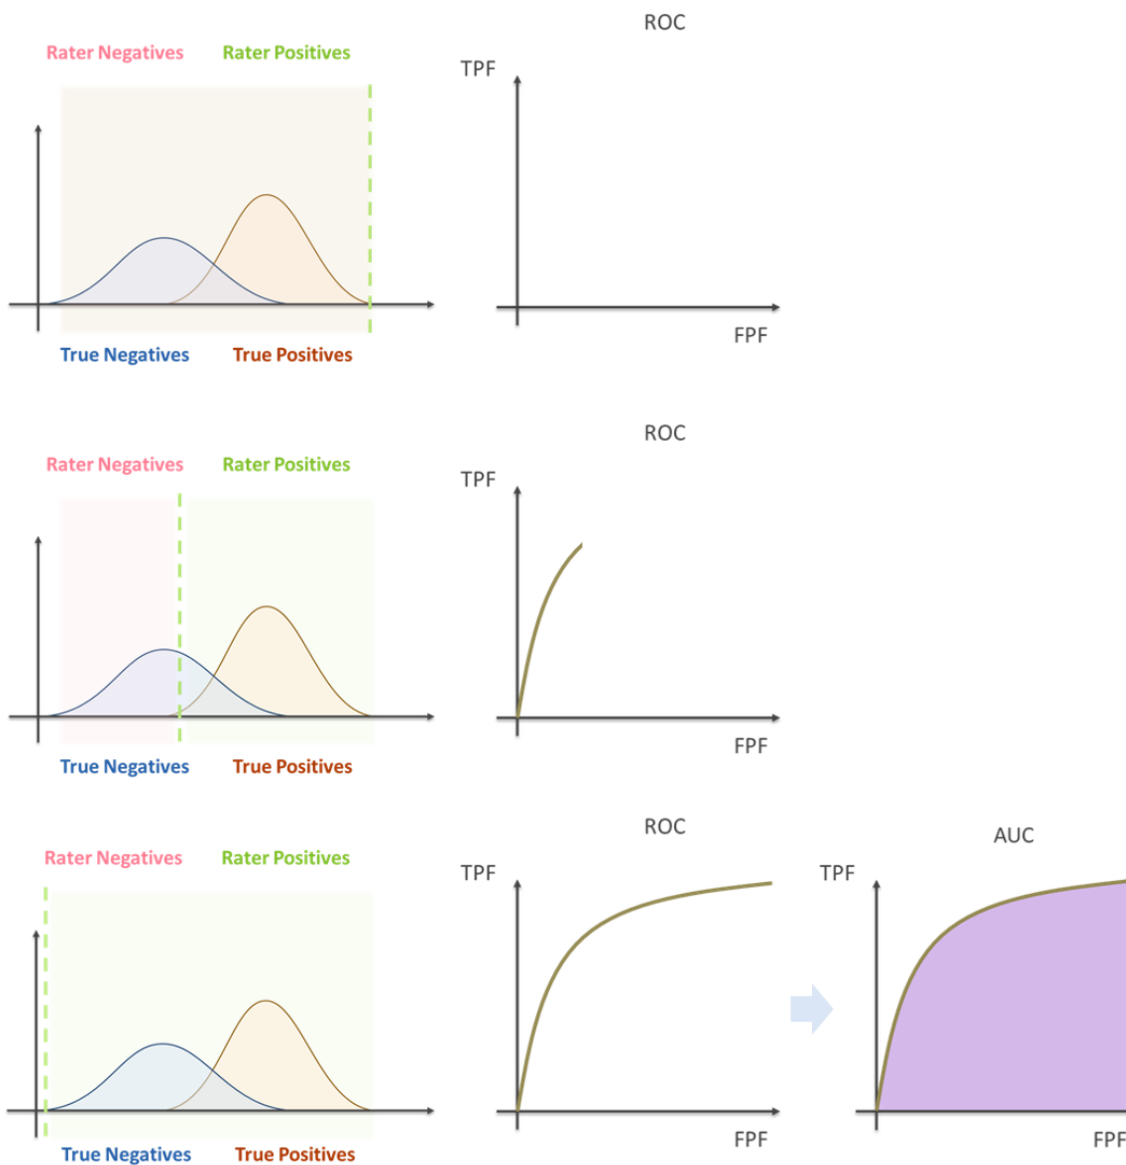 ROC
Rater Negatives
Rater Positives
TPF
FPF
True Negatives
True Positives
ROC
Rater Negatives
Rater Positives
TPF
FPF
True Negatives
True Positives
ROC
AUC
Rater Negatives
Rater Positives
TPF
TPF
FPF
FPF
True Negatives
True Positives